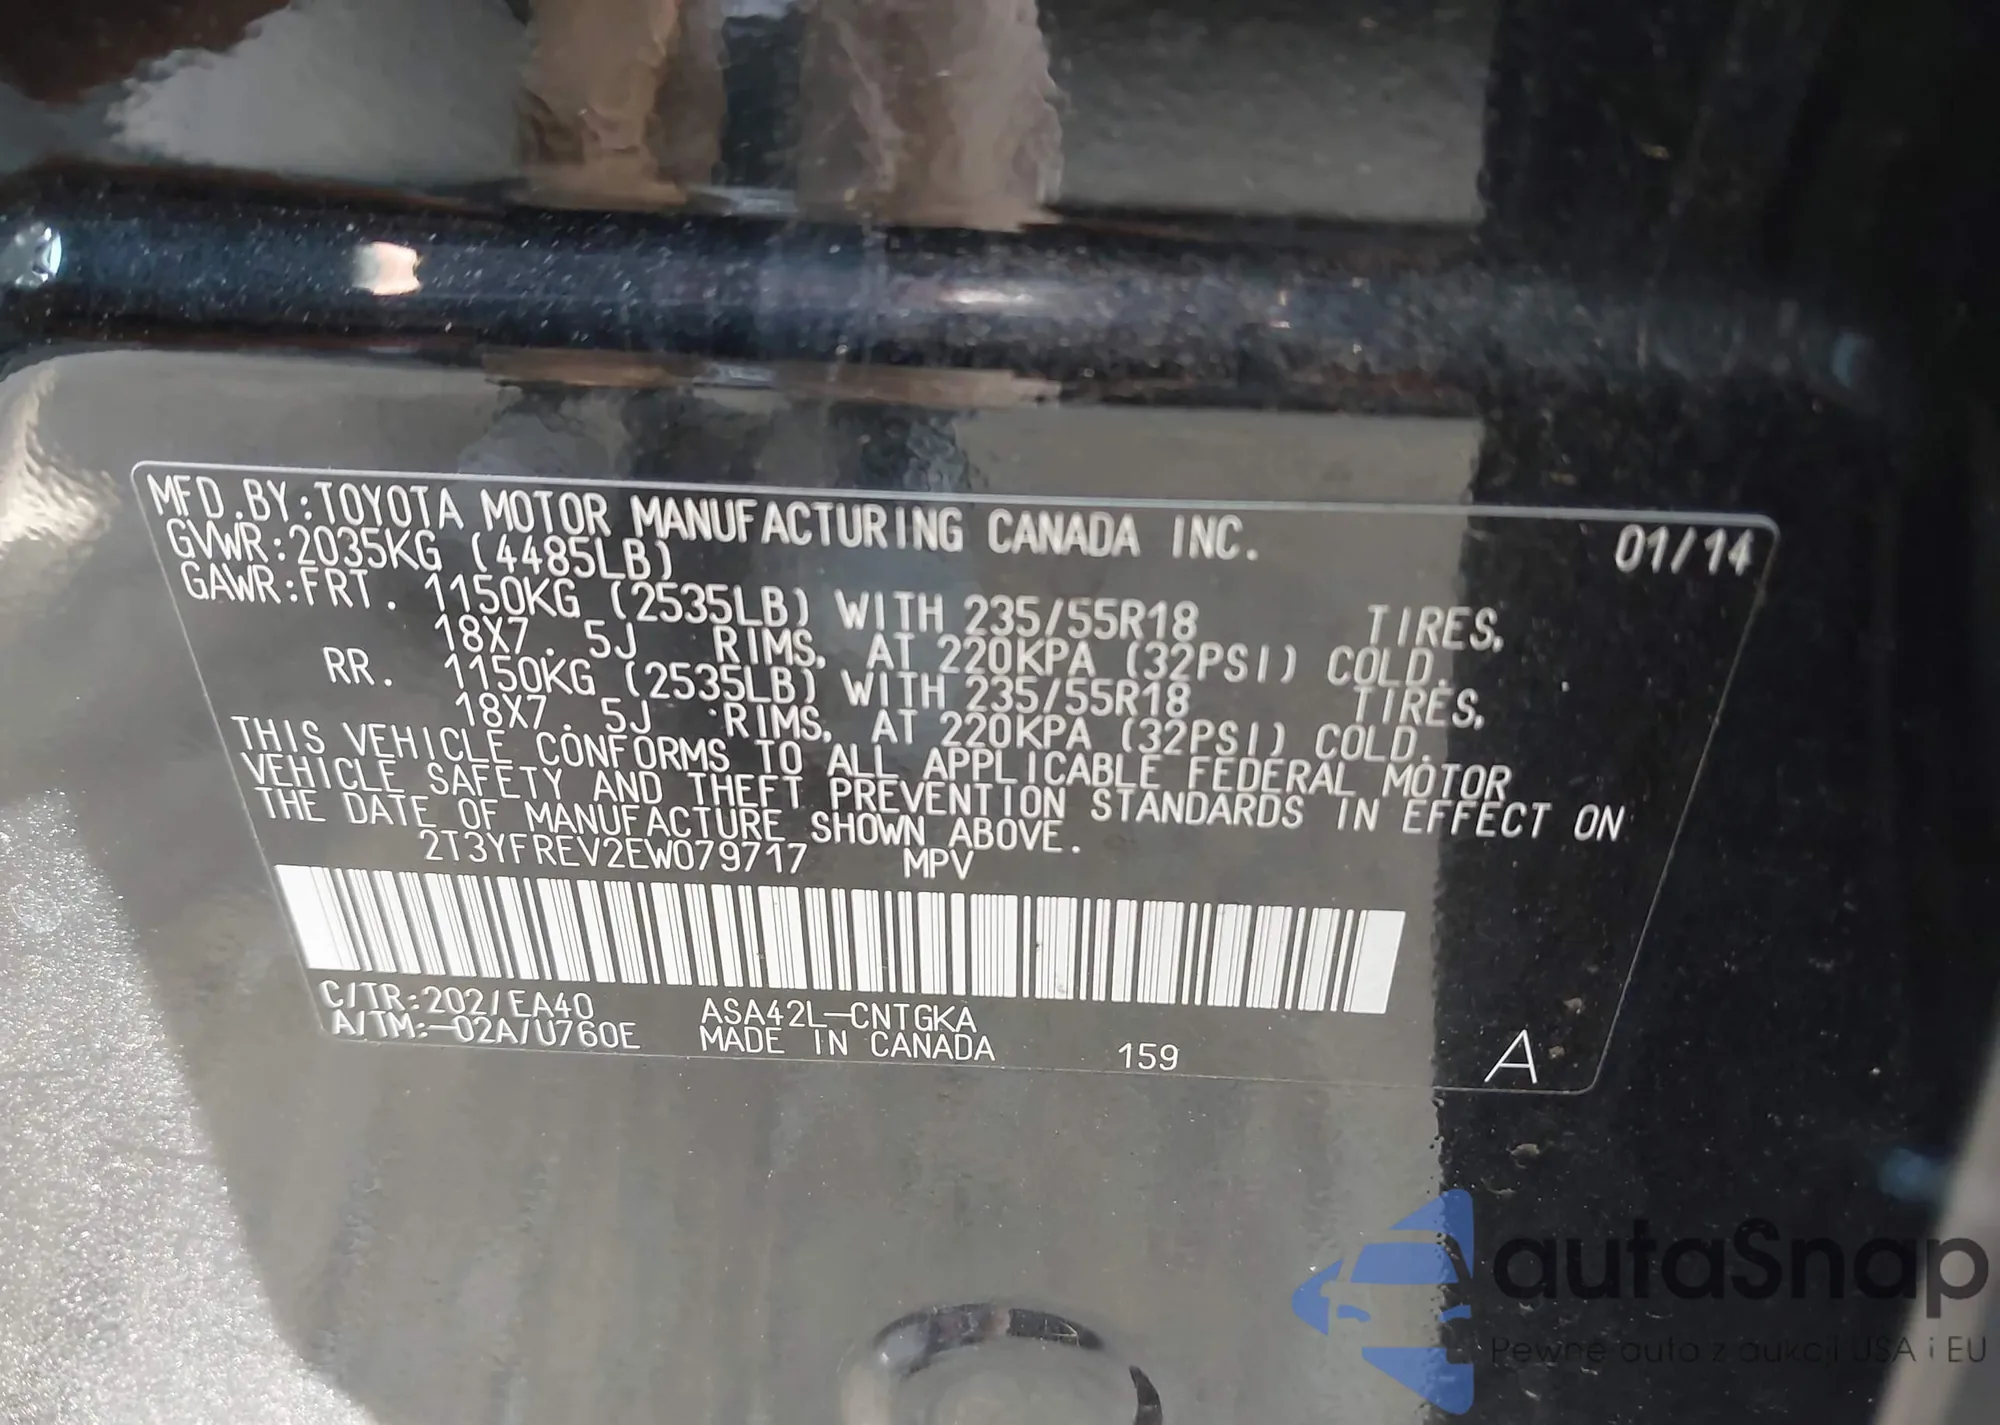 MFD.BY:TOYOTA MOTOR MANUFACTURING CANADA INC. 01/14
GVWR:2035KG (4485LB)
GAWR:FRT. 1150KG (2535LB) WITH 235/55R18 TIRES,
18X7.5J RIMS, AT 220KPA (32PSI) COLD.
RR. 1150KG (2535LB) WITH 235/55R18 TIRES,
18X7.5J RIMS, AT 220KPA (32PSI) COLD.
THIS VEHICLE CONFORMS TO ALL APPLICABLE FEDERAL MOTOR
VEHICLE SAFETY AND THEFT PREVENTION STANDARDS IN EFFECT ON
THE DATE OF MANUFACTURE SHOWN ABOVE.
2T3YFREV2EW079717 MPV
C/TR:202/EA40 ASA42L-CNTGKA
A/TM:-02A/U760E MADE IN CANADA 159 A
autaSnap
Pewne auta z aukcji USA i EU